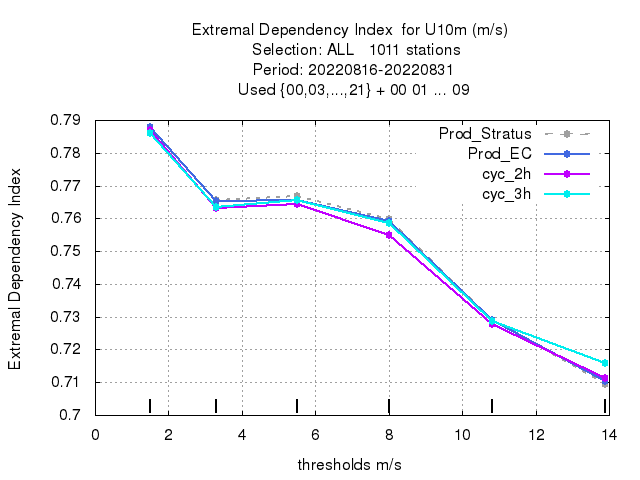 Extremal Dependency Index  for U10m (m/s)
Selection: ALL   1011 stations
Period: 20220816-20220831
Used {00,03,...,21} + 00 01 ... 09
Extremal Dependency Index
0.79
0.78
0.77
0.76
0.75
0.74
0.73
0.72
0.71
0.7
Prod_Stratus
Prod_EC
cyc_2h
cyc_3h
0 2 4 6 8 10 12 14
thresholds m/s